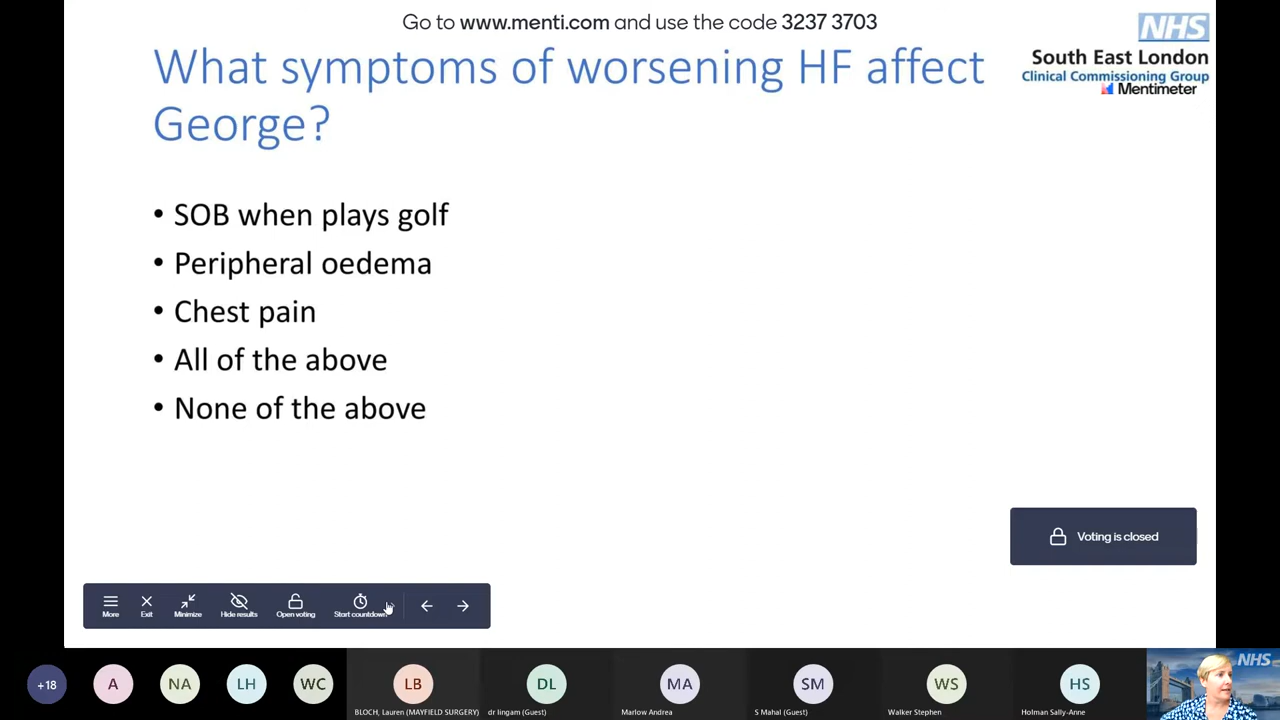 Go to www.menti.com and use the code 3237 3703
NHS
South East London
Clinical Commissioning Group
Mentimeter
What symptoms of worsening HF affect
George?
• SOB when plays golf
• Peripheral oedema
• Chest pain
• All of the above
• None of the above
Voting is closed
More
Exit
Minimize
Hide results
Open voting
Start countdown
+18
A
NA
LH
WC
LB
DL
MA
SM
WS
HS
NHS
BLOCH, Lauren (MAYFIELD SURGERY)
dr lingam (Guest)
Marlow Andrea
S Mahal (Guest)
Walker Stephen
Holman Sally-Anne